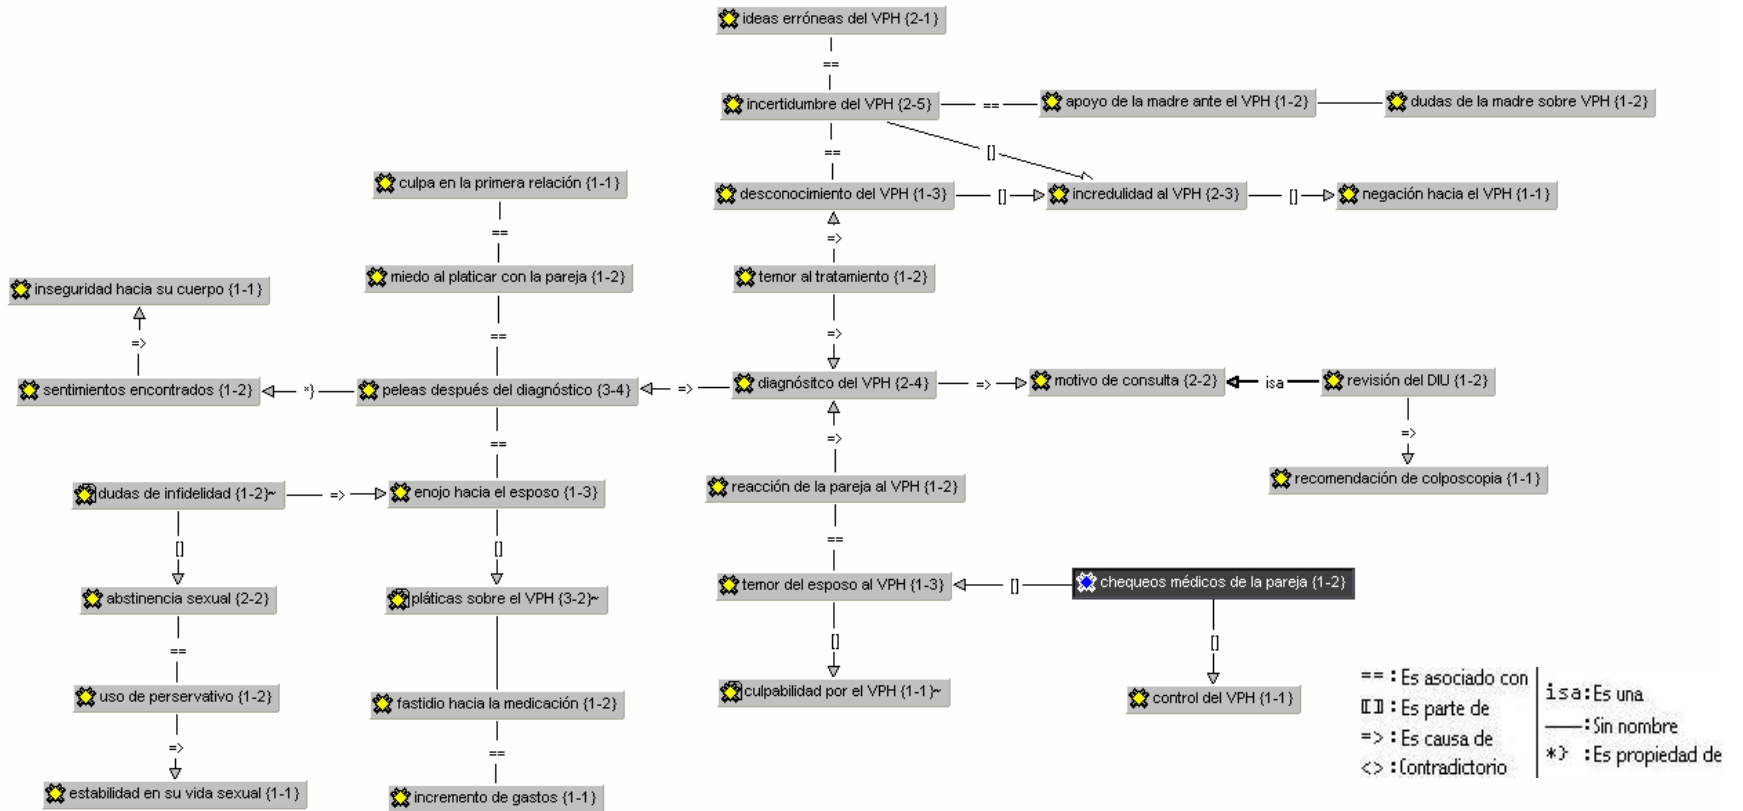 ideas erróneas del VPH {2-1}
==
incertidumbre del VPH {2-5}
==
apoyo de la madre ante el VPH {1-2}
dudas de la madre sobre VPH {1-2}
==
[]
culpa en la primera relación {1-1}
desconocimiento del VPH {1-3}
[]
incredulidad al VPH {2-3}
[]
negación hacia el VPH {1-1}
==
=>
inseguridad hacia su cuerpo {1-1}
miedo al platicar con la pareja {1-2}
temor al tratamiento {1-2}
=>
==
=>
sentimientos encontrados {1-2}
*}
peleas después del diagnóstico {3-4}
=>
diagnósitco del VPH {2-4}
=>
motivo de consulta {2-2}
isa
revisión del DIU {1-2}
==
=>
=>
dudas de infidelidad {1-2}~
=>
enojo hacia el esposo {1-3}
reacción de la pareja al VPH {1-2}
recomendación de colposcopia {1-1}
[]
[]
==
abstinencia sexual {2-2}
pláticas sobre el VPH {3-2}~
temor del esposo al VPH {1-3}
[]
chequeos médicos de la pareja {1-2}
==
[]
[]
uso de perservativo {1-2}
fastidio hacia la medicación {1-2}
culpabilidad por el VPH {1-1}~
control del VPH {1-1}
=>
==
estabilidad en su vida sexual {1-1}
incremento de gastos {1-1}
== : Es asociado con
[] : Es parte de
=> : Es causa de
<> : Contradictorio
isa: Es una
——: Sin nombre
*} : Es propiedad de